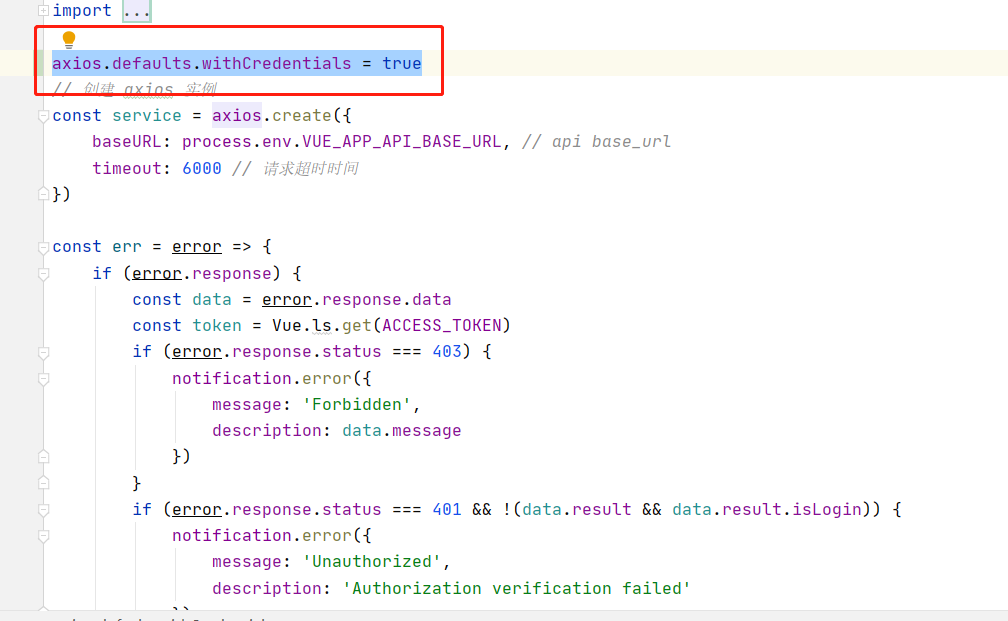 import ...
axios.defaults.withCredentials = true
// 创建 axios 实例
const service = axios.create({
baseURL: process.env.VUE_APP_API_BASE_URL, // api base_url
timeout: 6000 // 请求超时时间
})
const err = error => {
if (error.response) {
const data = error.response.data
const token = Vue.ls.get(ACCESS_TOKEN)
if (error.response.status === 403) {
notification.error({
message: 'Forbidden',
description: data.message
})
}
if (error.response.status === 401 && !(data.result && data.result.isLogin)) {
notification.error({
message: 'Unauthorized',
description: 'Authorization verification failed'